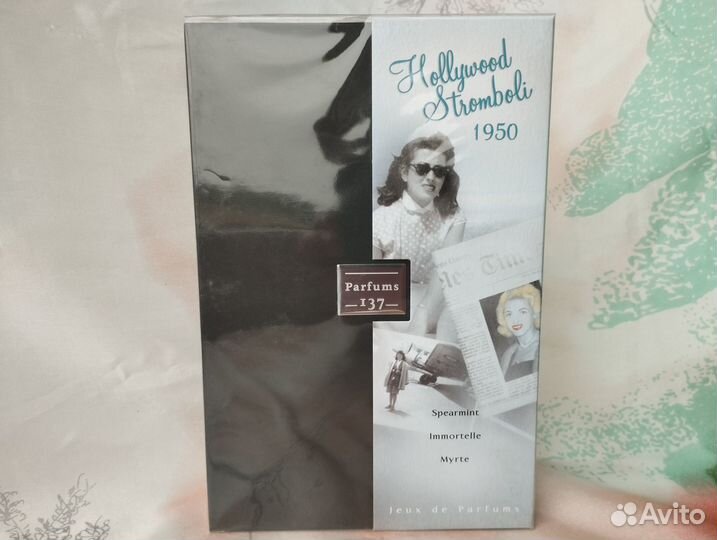 Hollywood
Stromboli
1950
Parfums
137
Spearmint
Immortelle
Myrte
Jeux de Parfums
Avito